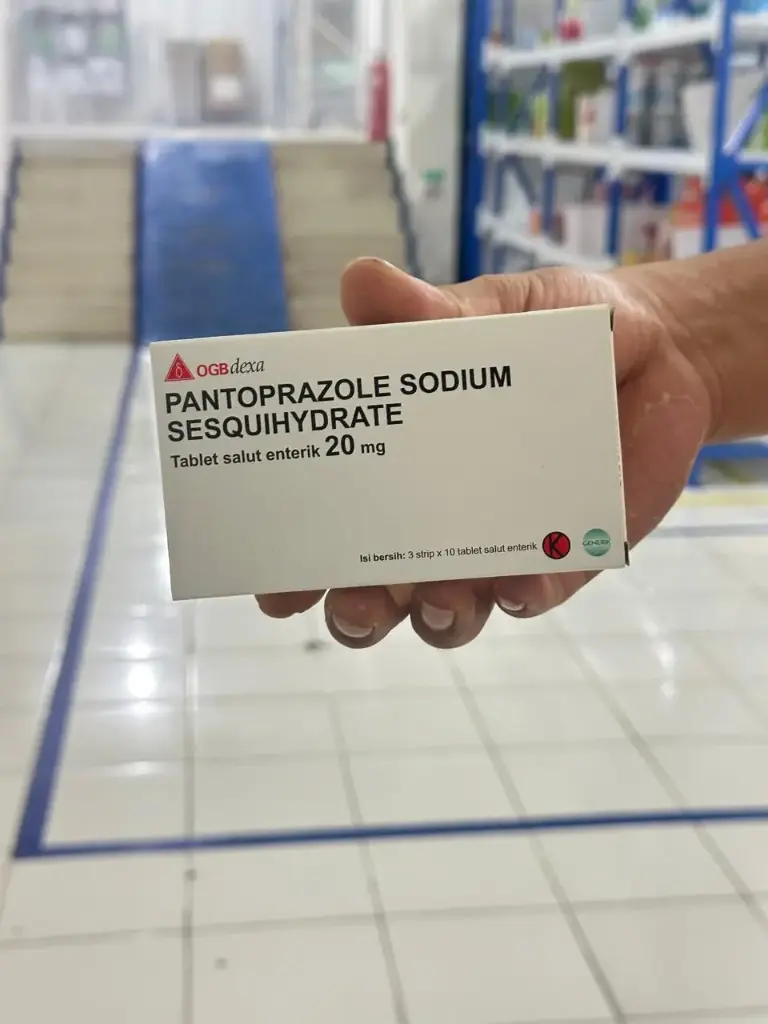 OGBdexa
PANTOPRAZOLE SODIUM
SESQUIHYDRATE
Tablet salut enterik 20 mg
Isi bersih: 3 strip x 10 tablet salut enterik
K
GENERIK